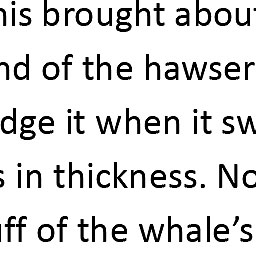 his brought about
nd of the hawser
dge it when it sw
s in thickness. No
uff of the whale's